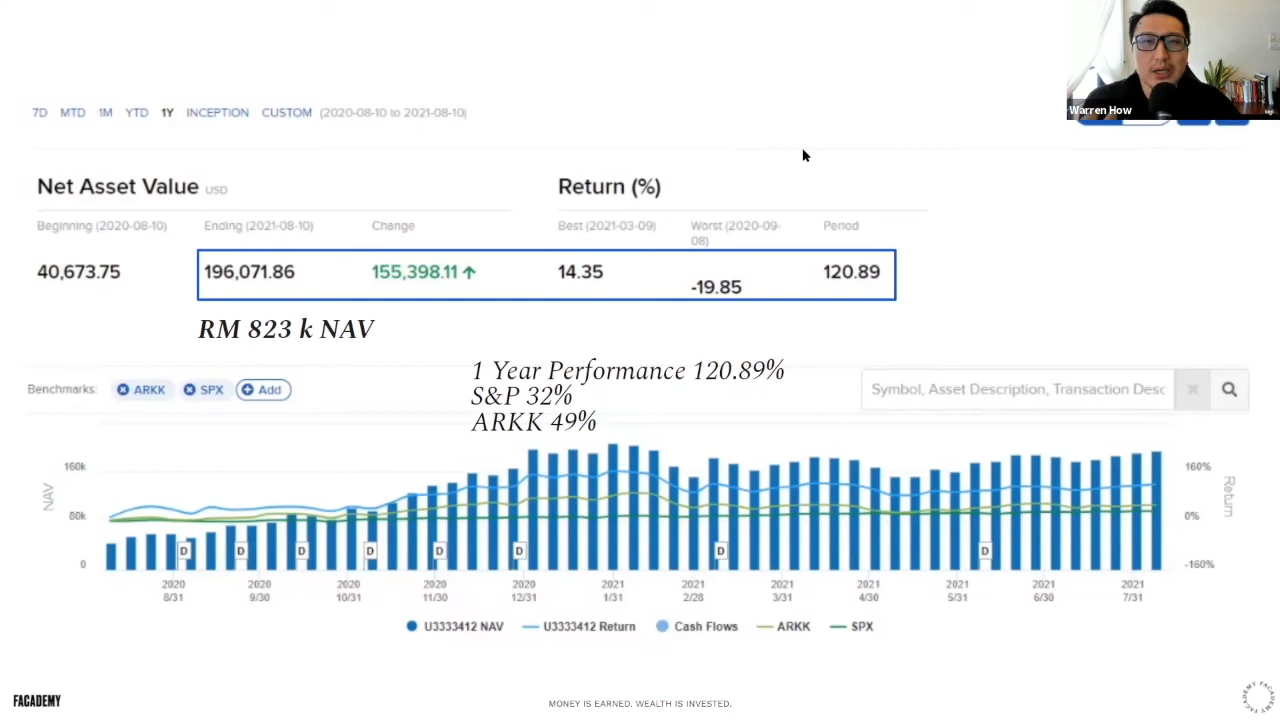 Warren How
7D MTD 1M YTD 1Y INCEPTION CUSTOM (2020-08-10 to 2021-08-10)
Net Asset Value USD
Return (%)
Beginning (2020-08-10) Ending (2021-08-10) Change
Best (2021-03-09) Worst (2020-09-08) Period
40,673.75 196,071.86 155,398.11 14.35 -19.85 120.89
RM 823 k NAV
1 Year Performance 120.89%
S&P 32%
ARKK 49%
Benchmarks: ARKK SPX Add
Symbol, Asset Description, Transaction Desc
NAV
160k
80k
0
160%
0%
-160%
Return
D D D D D D D D
2020 2020 2020 2020 2020 2021 2021 2021 2021 2021 2021 2021
8/31 9/30 10/31 11/30 12/31 1/31 2/28 3/31 4/30 5/31 6/30 7/31
U3333412 NAV U3333412 Return Cash Flows ARKK SPX
FACADEMY
MONEY IS EARNED. WEALTH IS INVESTED.
FACADEMY FACADEMY